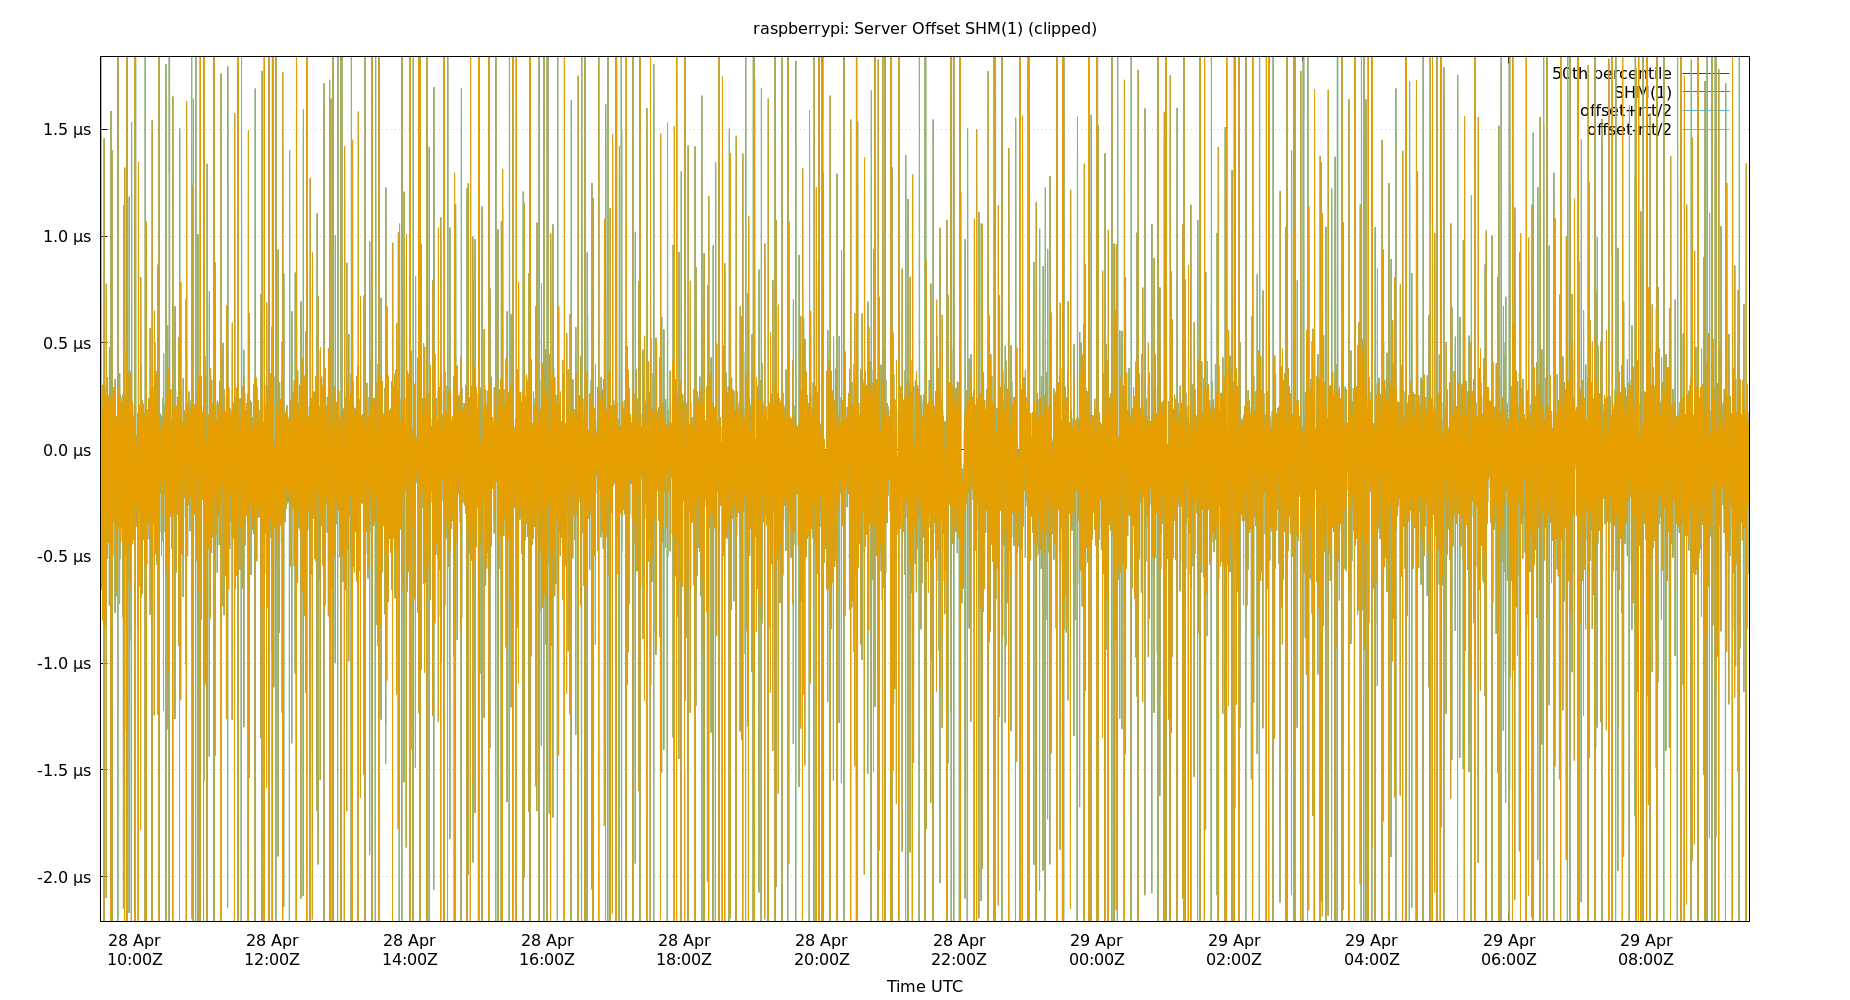 raspberrypi: Server Offset SHM(1) (clipped)
50th percentile
SHM(1)
offset+rtt/2
offset-rtt/2
1.5 µs
1.0 µs
0.5 µs
0.0 µs
-0.5 µs
-1.0 µs
-1.5 µs
-2.0 µs
28 Apr 28 Apr 28 Apr 28 Apr 28 Apr 28 Apr 28 Apr 29 Apr 29 Apr 29 Apr 29 Apr 29 Apr
10:00Z 12:00Z 14:00Z 16:00Z 18:00Z 20:00Z 22:00Z 00:00Z 02:00Z 04:00Z 06:00Z 08:00Z
Time UTC